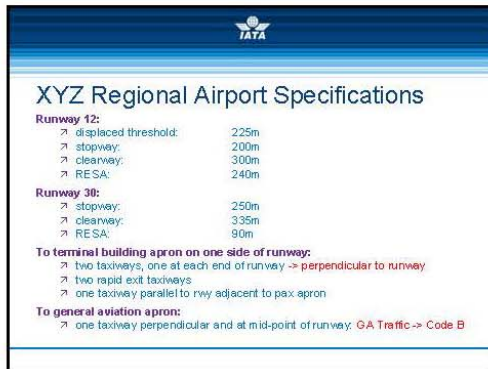 IATA
XYZ Regional Airport Specifications
Runway 12:
displaced threshold: 225m
stopway: 200m
clearway: 300m
RESA: 240m
Runway 30:
stopway: 250m
clearway: 335m
RESA: 90m
To terminal building apron on one side of runway:
two taxiways, one at each end of runway -> perpendicular to runway
two rapid exit taxiways
one taxiway parallel to rwy adjacent to pax apron
To general aviation apron:
one taxiway perpendicular and at mid-point of runway: GA Traffic -> Code B